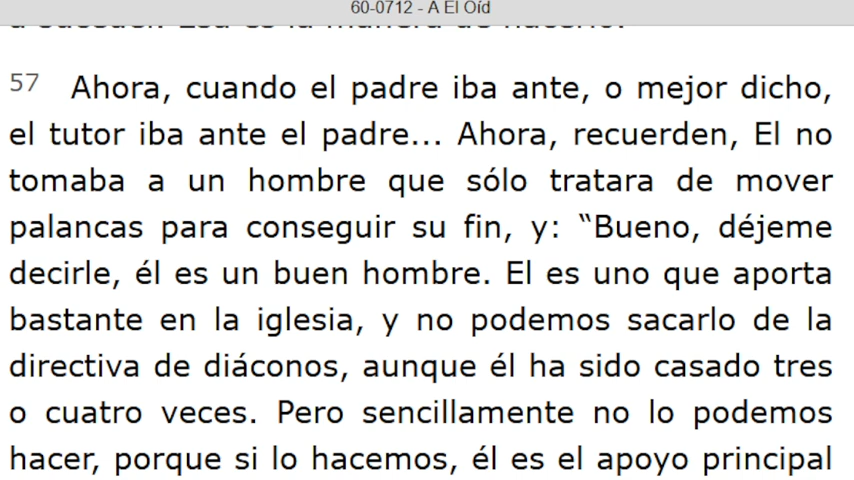 60-0712 - A El Oíd
57 Ahora, cuando el padre iba ante, o mejor dicho,
el tutor iba ante el padre... Ahora, recuerden, El no
tomaba a un hombre que sólo tratara de mover
palancas para conseguir su fin, y: “Bueno, déjeme
decirle, él es un buen hombre. El es uno que aporta
bastante en la iglesia, y no podemos sacarlo de la
directiva de diáconos, aunque él ha sido casado tres
o cuatro veces. Pero sencillamente no lo podemos
hacer, porque si lo hacemos, él es el apoyo principal